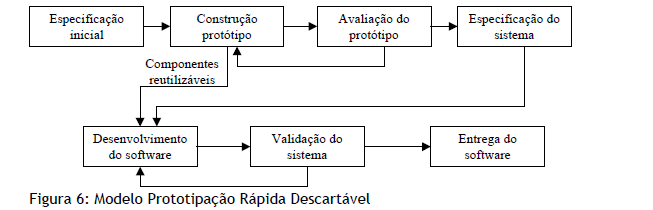 Especificação
inicial
Construção
protótipo
Avaliação do
protótipo
Especificação do
sistema
Componentes
reutilizáveis
Desenvolvimento
do software
Validação do
sistema
Entrega do
software
Figura 6: Modelo Prototipação Rápida Descartável